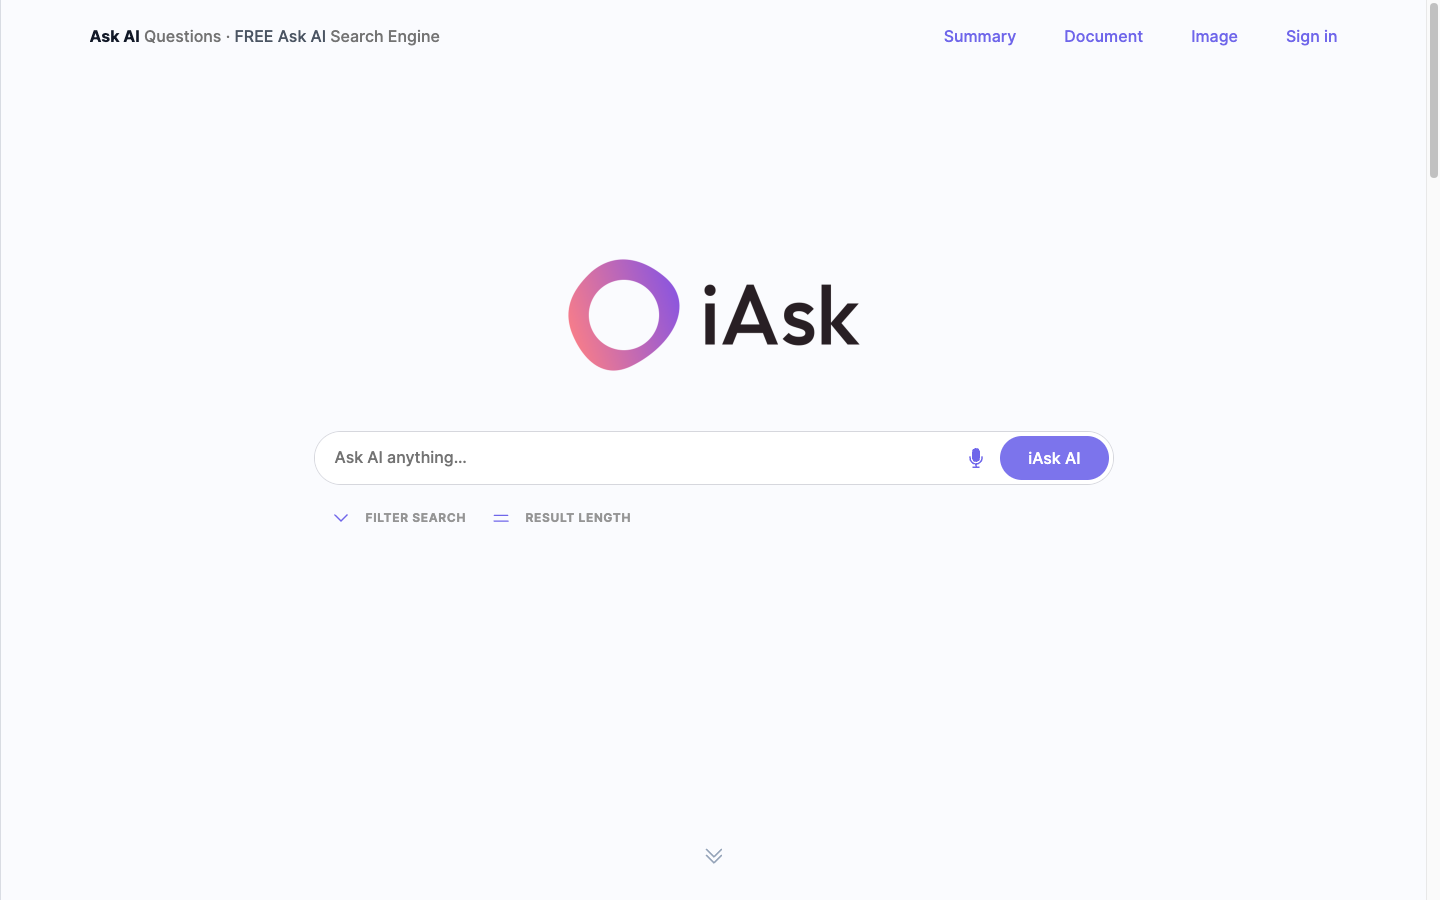 Ask AI Questions · FREE Ask AI Search Engine
Summary
Document
Image
Sign in
iAsk
Ask AI anything...
iAsk AI
FILTER SEARCH
RESULT LENGTH